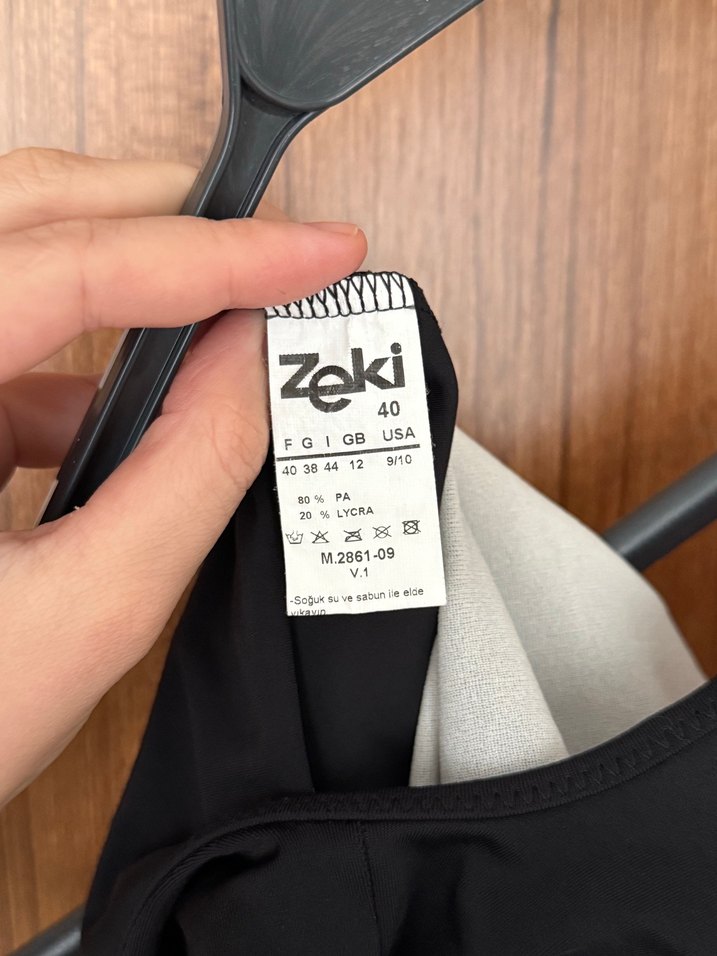 Zeki
40
F G I GB USA
40 38 44 12 9/10
80 % PA
20 % LYCRA
M.2861-09
V.1
-Soğuk su ve sabun ile elde
yıkayın